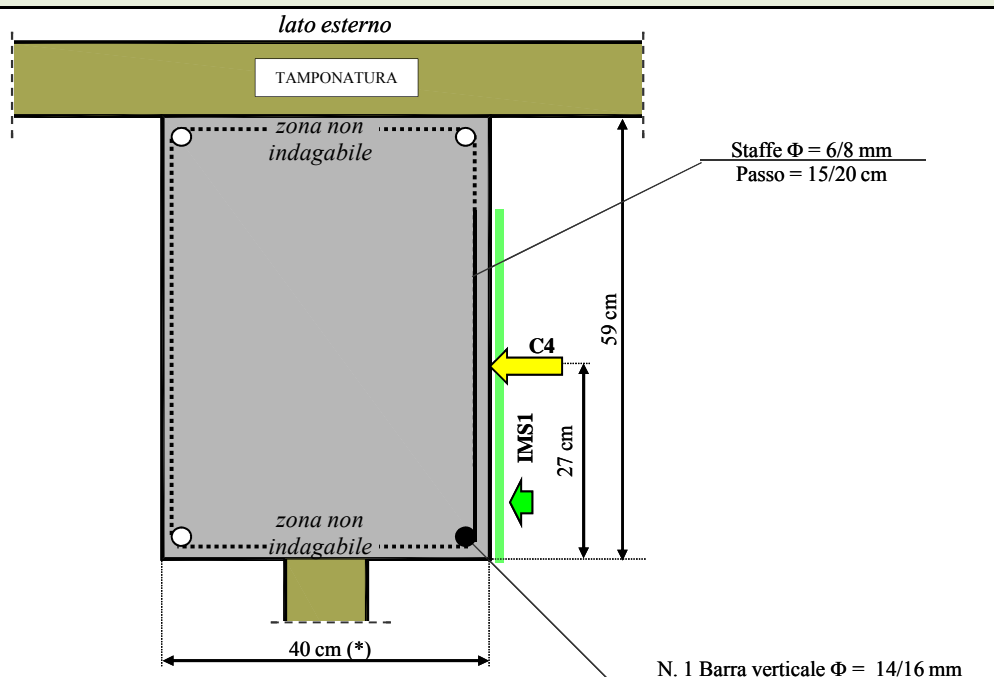 lato esterno
TAMPONATURA
zona non
indagabile
Staffe Φ = 6/8 mm
Passo = 15/20 cm
59 cm
C4
IMS1
27 cm
zona non
indagabile
40 cm (*)
N. 1 Barra verticale Φ = 14/16 mm